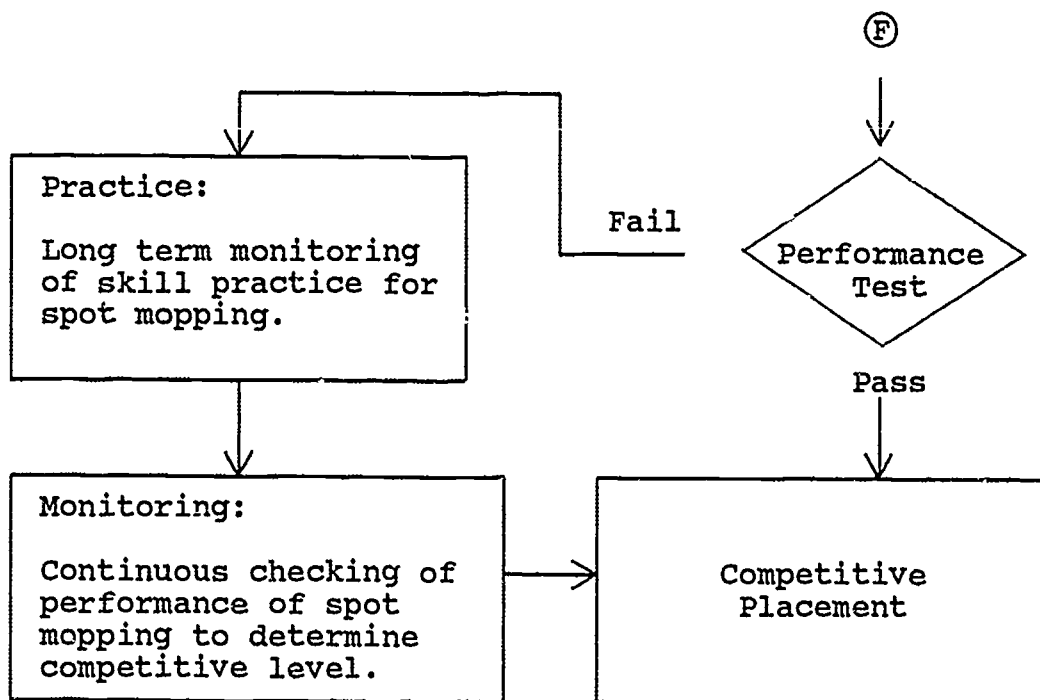 F
Fail
Performance
Test
Pass
Practice:
Long term monitoring
of skill practice for
spot mopping.
Monitoring:
Continuous checking of
performance of spot
mopping to determine
competitive level.
Competitive
Placement